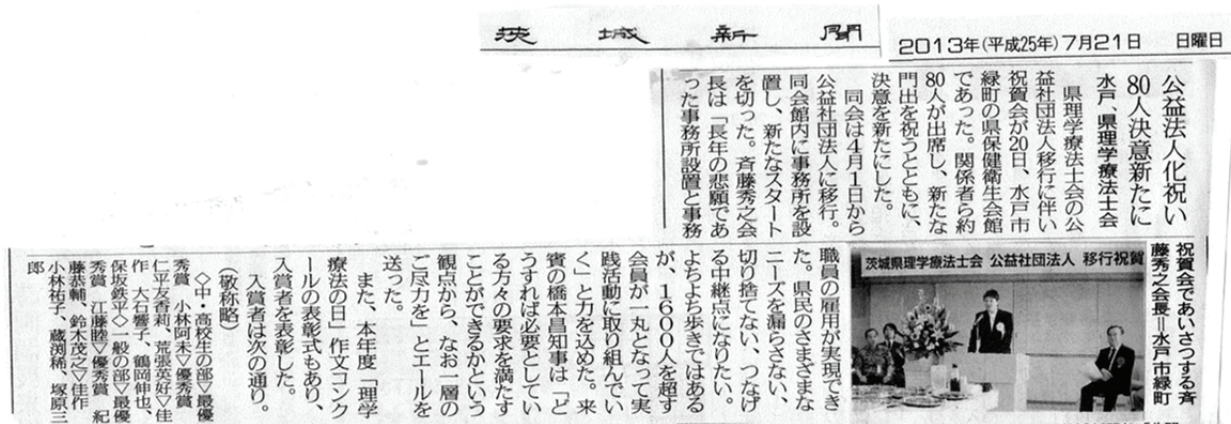 茨城新聞
2013年(平成25年)7月21日 日曜日
公益法人化祝い
80人決意新たに
水戸、県理学療法士会
県理学療法士会の公
益社団法人移行に伴い
祝賀会が20日、水戸市
緑町の県保健衛生会館
であった。関係者ら約
80人が出席し、新たな
門出を祝うとともに、
決意を新たにした。
同会は4月1日から
公益社団法人に移行。
同会館内に事務所を設
置し、新たなスタート
を切った。斉藤秀之会
長は「長年の悲願であ
った事務所設置と事務
茨城県理学療法士会 公益社団法人 移行祝賀
祝賀会であいさつする斉
藤秀之会長＝水戸市緑町
職員の雇用が実現でき
た。県民のさまざまな
ニーズを漏らさない、
切り捨てない、つなげ
る中継点になりたい。
よちよち歩きではある
が、1600人を超す
会員が一丸となって実
践活動に取り組んでい
く」と力を込めた。来
賓の橋本昌知事は「ど
うすれば必要としてい
る方々の要求を満たす
ことができるかという
観点から、なお一層の
ご尽力を」とエールを
送った。
また、本年度「理学
療法の日」作文コンク
ールの表彰式もあり、
入賞者を表彰した。
入賞者は次の通り。
(敬称略)
◇中・高校生の部▽最優
秀賞 小林阿未▽優秀賞
仁平友香莉、荒張英好▽佳
作 大石響子、鶴岡伸也、
保坂鉄平◇一般の部▽最優
秀賞 江藤睦▽優秀賞 紀
藤恭輔、鈴木茂之▽佳作
小林祐子、蔵渕稀、塚原三
郎